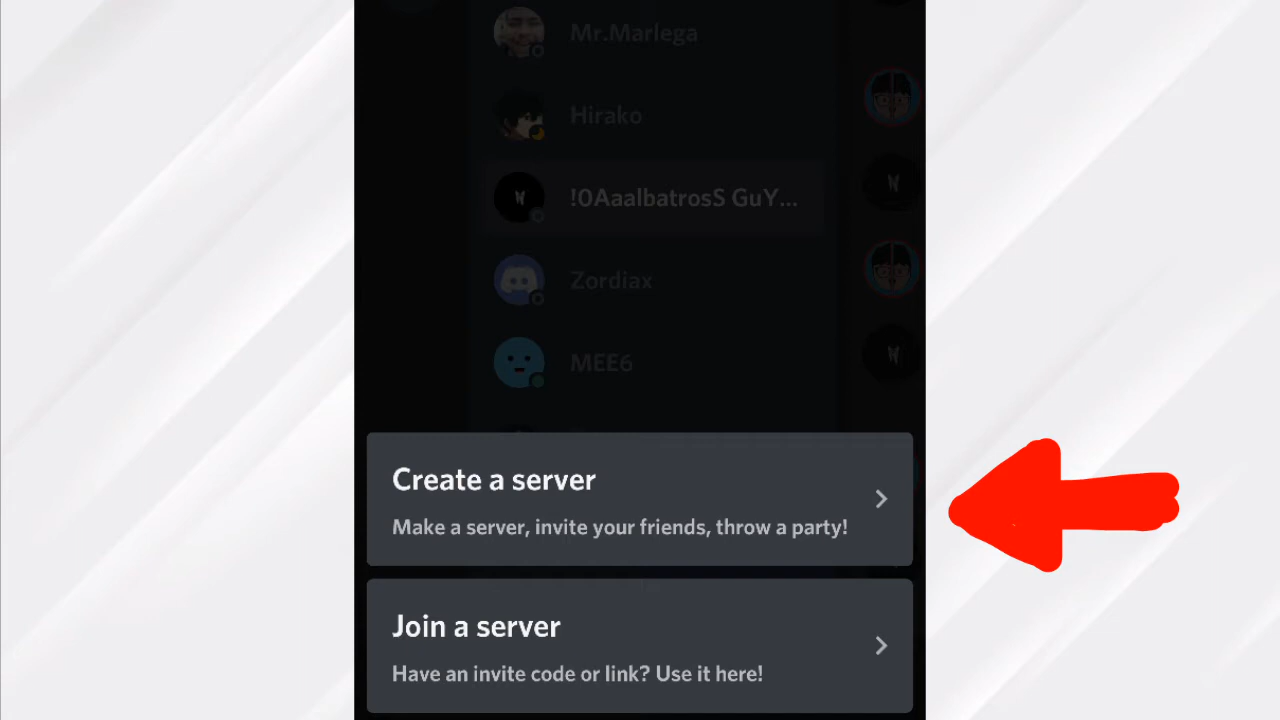 Mr.Marlega
Hirako
!0AaalbatrosS GuY...
Zordiax
MEE6
Create a server
Make a server, invite your friends, throw a party!
Join a server
Have an invite code or link? Use it here!